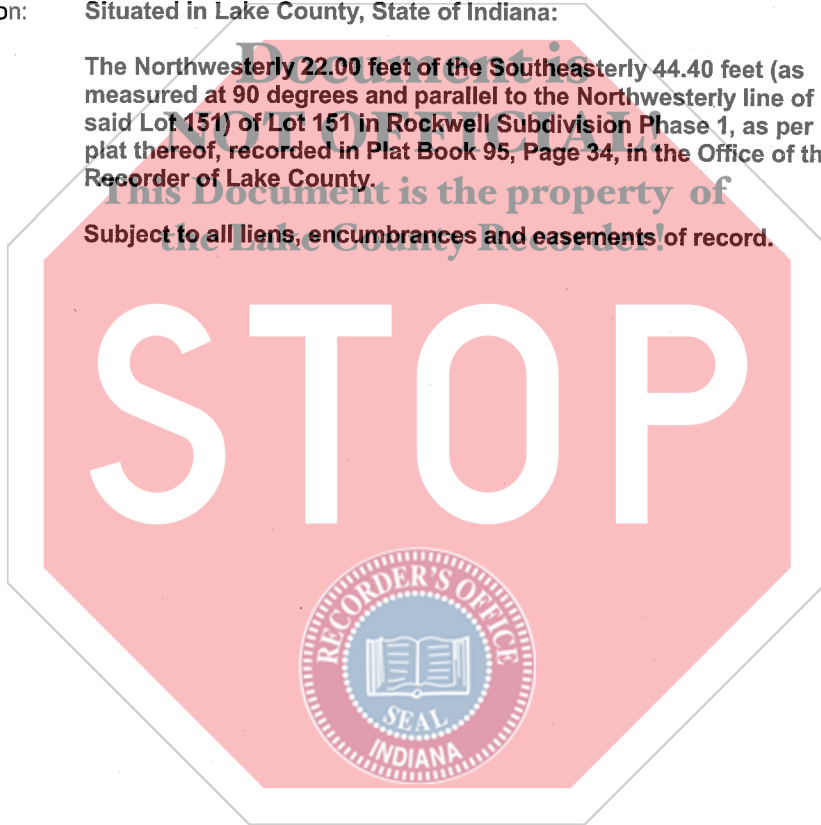 on: Situated in Lake County, State of Indiana:
Document is
The Northwesterly 22.00 feet of the Southeasterly 44.40 feet (as
measured at 90 degrees and parallel to the Northwesterly line of
NOT OFFICIAL!
said Lot 151) of Lot 151 in Rockwell Subdivision Phase 1, as per
plat thereof, recorded in Plat Book 95, Page 34, in the Office of th
Recorder of Lake County.
This Document is the property of
the Lake County Recorder!
Subject to all liens, encumbrances and easements of record.
STOP
RECORDER'S OFFICE
SEAL
INDIANA